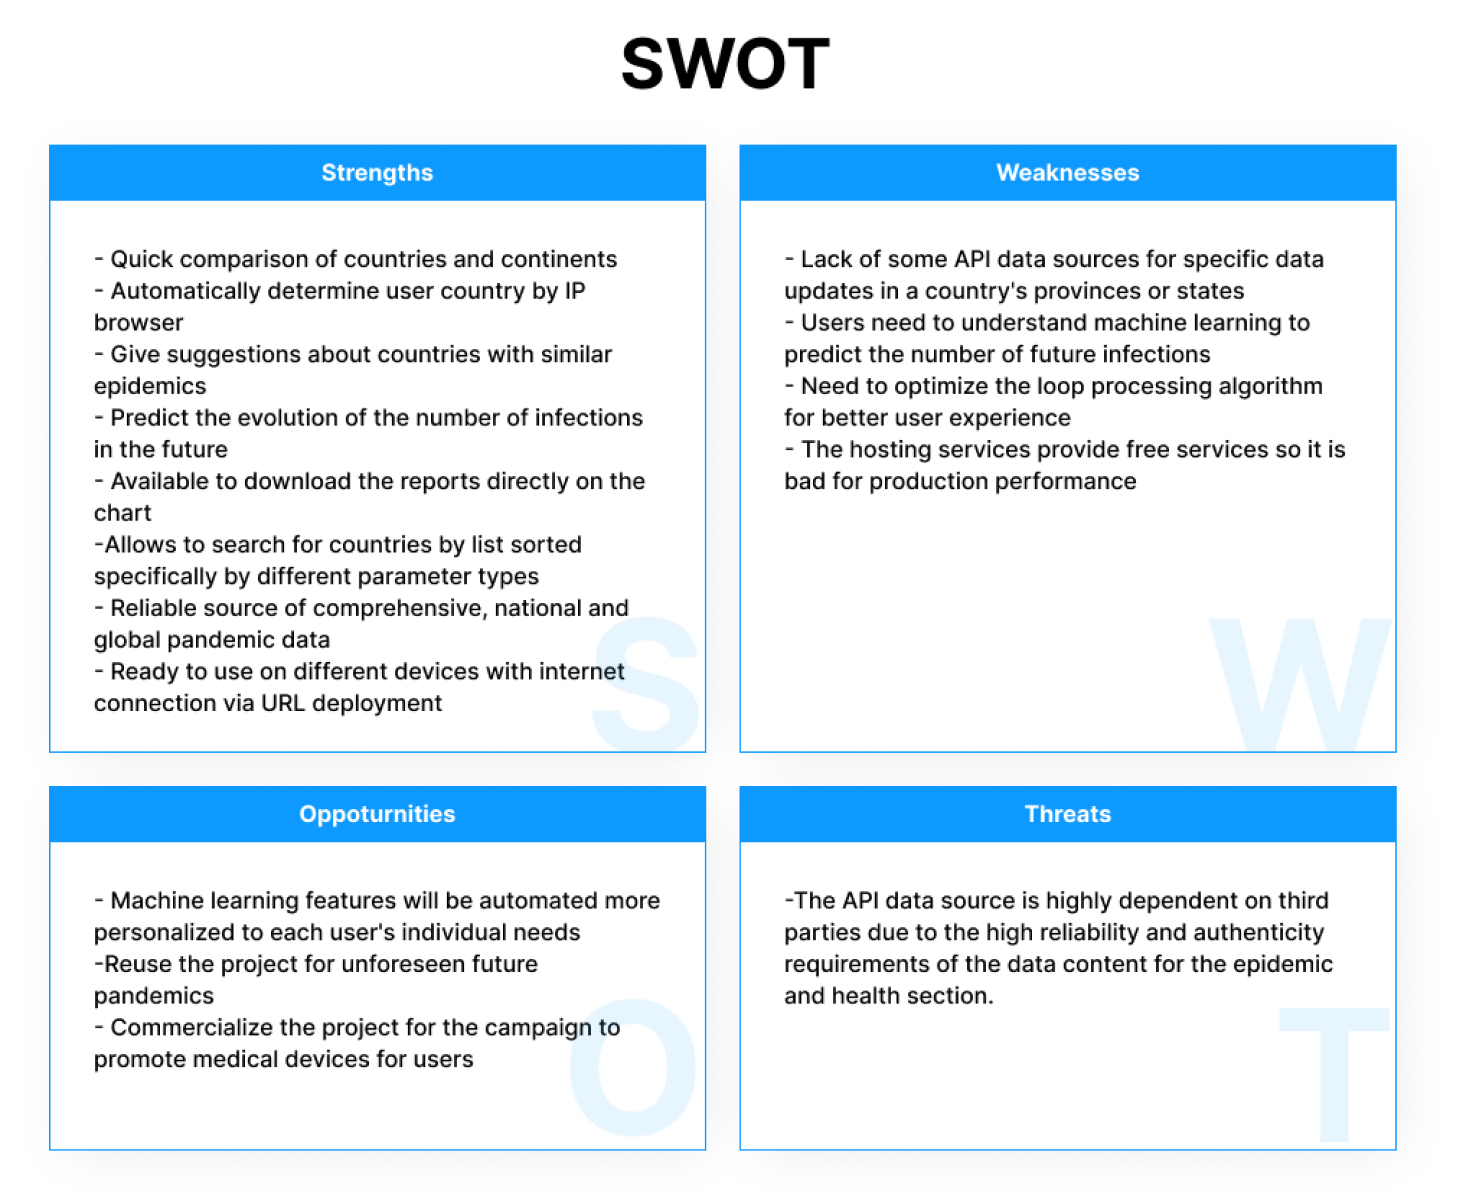 SWOT
Strengths
- Quick comparison of countries and continents
- Automatically determine user country by IP
browser
- Give suggestions about countries with similar
epidemics
- Predict the evolution of the number of infections
in the future
- Available to download the reports directly on the
chart
-Allows to search for countries by list sorted
specifically by different parameter types
- Reliable source of comprehensive, national and
global pandemic data
- Ready to use on different devices with internet
connection via URL deployment
S
Weaknesses
- Lack of some API data sources for specific data
updates in a country's provinces or states
- Users need to understand machine learning to
predict the number of future infections
- Need to optimize the loop processing algorithm
for better user experience
- The hosting services provide free services so it is
bad for production performance
W
Oppoturnities
- Machine learning features will be automated more
personalized to each user's individual needs
-Reuse the project for unforeseen future
pandemics
- Commercialize the project for the campaign to
promote medical devices for users
O
Threats
-The API data source is highly dependent on third
parties due to the high reliability and authenticity
requirements of the data content for the epidemic
and health section.
T